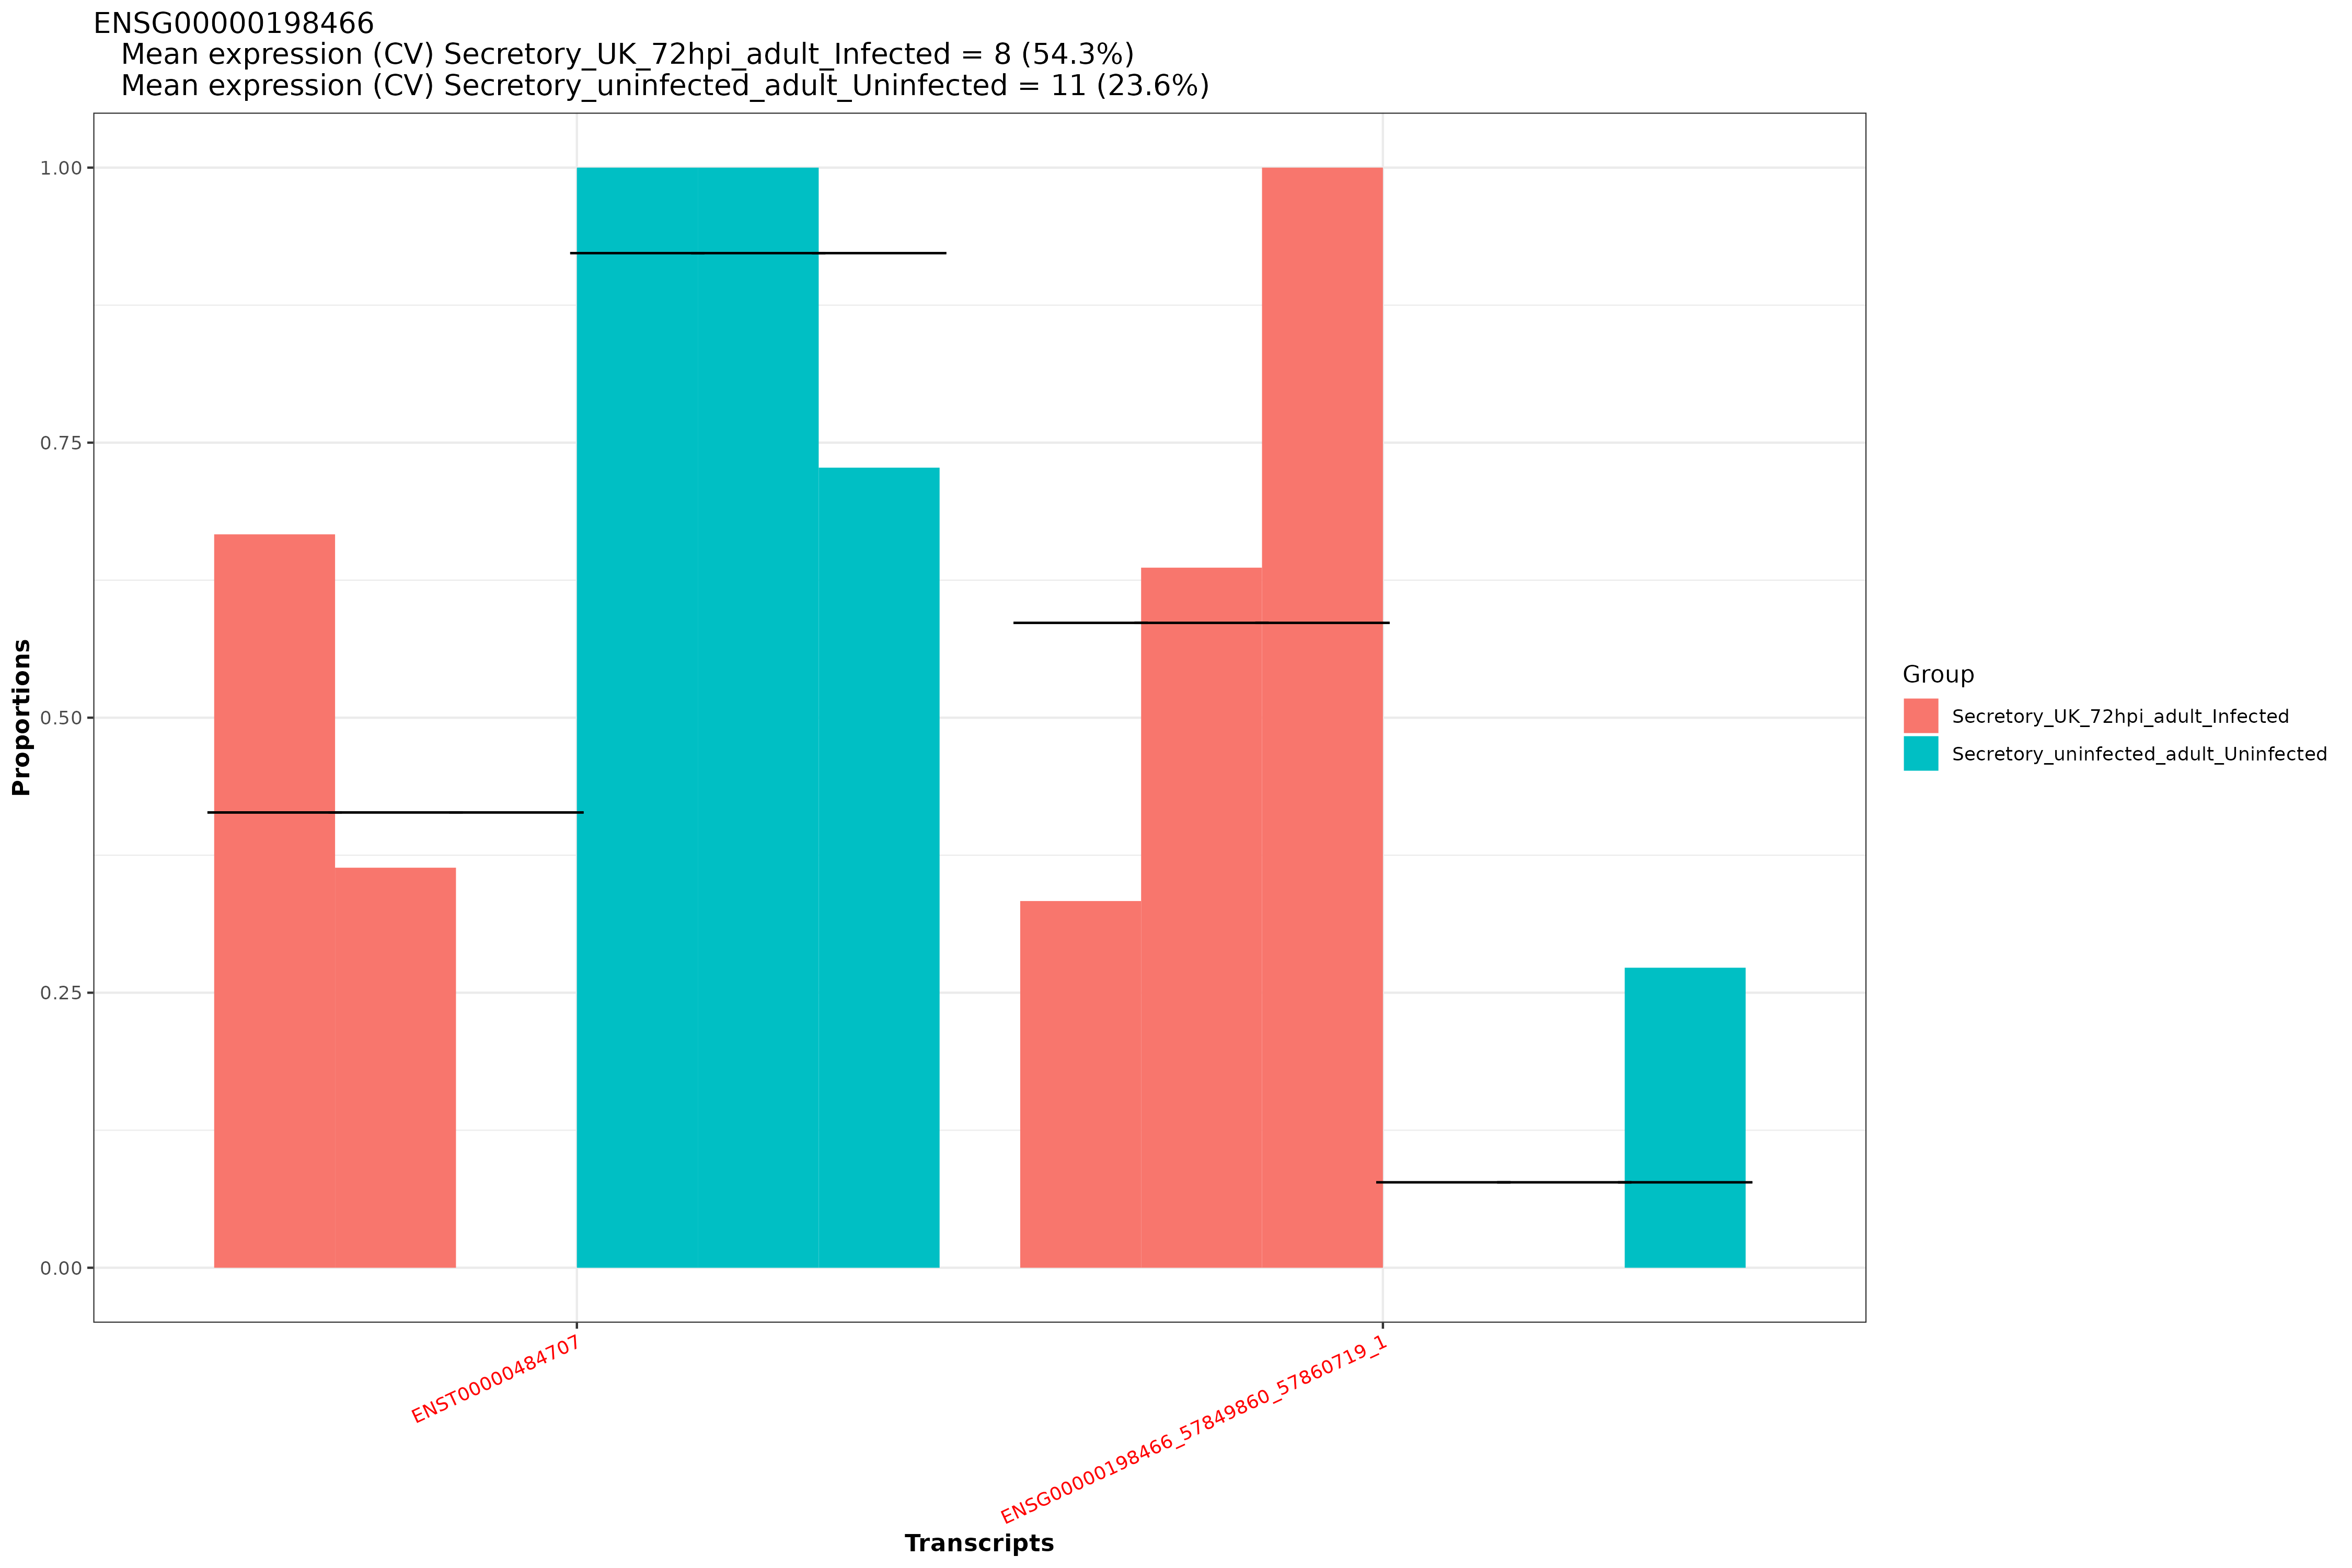 ENSG00000198466
Mean expression (CV) Secretory_UK_72hpi_adult_Infected = 8 (54.3%)
Mean expression (CV) Secretory_uninfected_adult_Uninfected = 11 (23.6%)
1.00
0.75
0.50
0.25
0.00
Proportions
ENST00000484707
ENSG00000198466_57849860_57860719_1
Transcripts
Group
Secretory_UK_72hpi_adult_Infected
Secretory_uninfected_adult_Uninfected